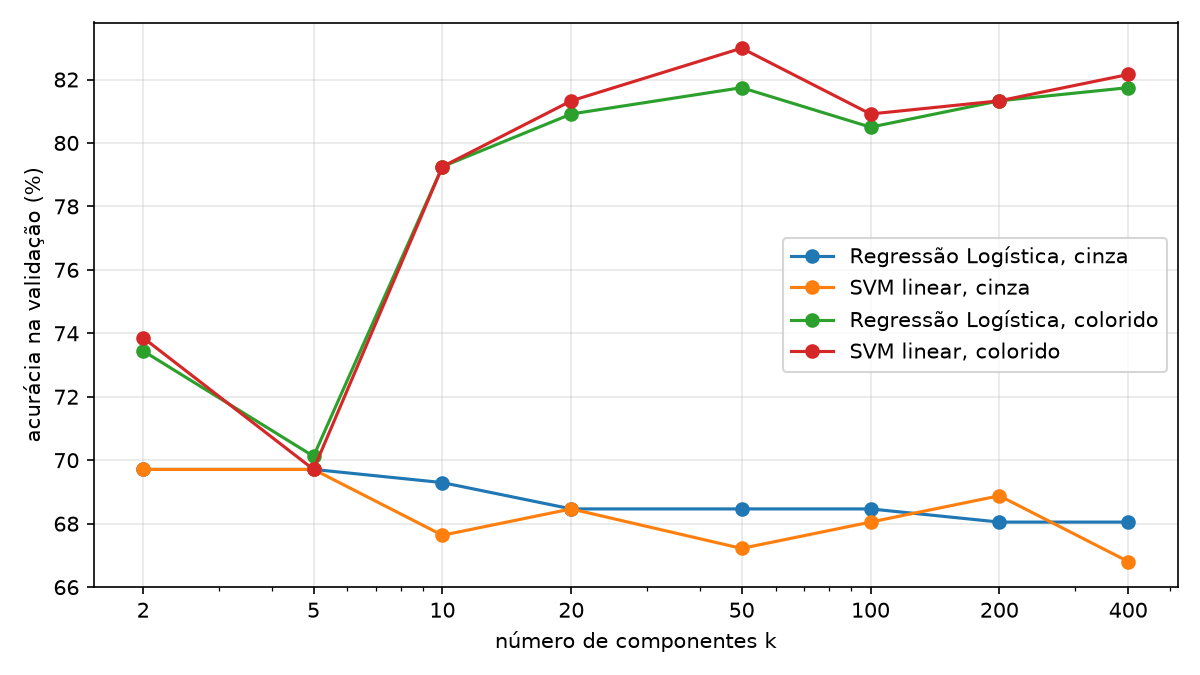 82
80
78
76
74
72
70
68
66
acurácia na validação (%)
Regressão Logística, cinza
SVM linear, cinza
Regressão Logística, colorido
SVM linear, colorido
2 5 10 20 50 100 200 400
número de componentes k